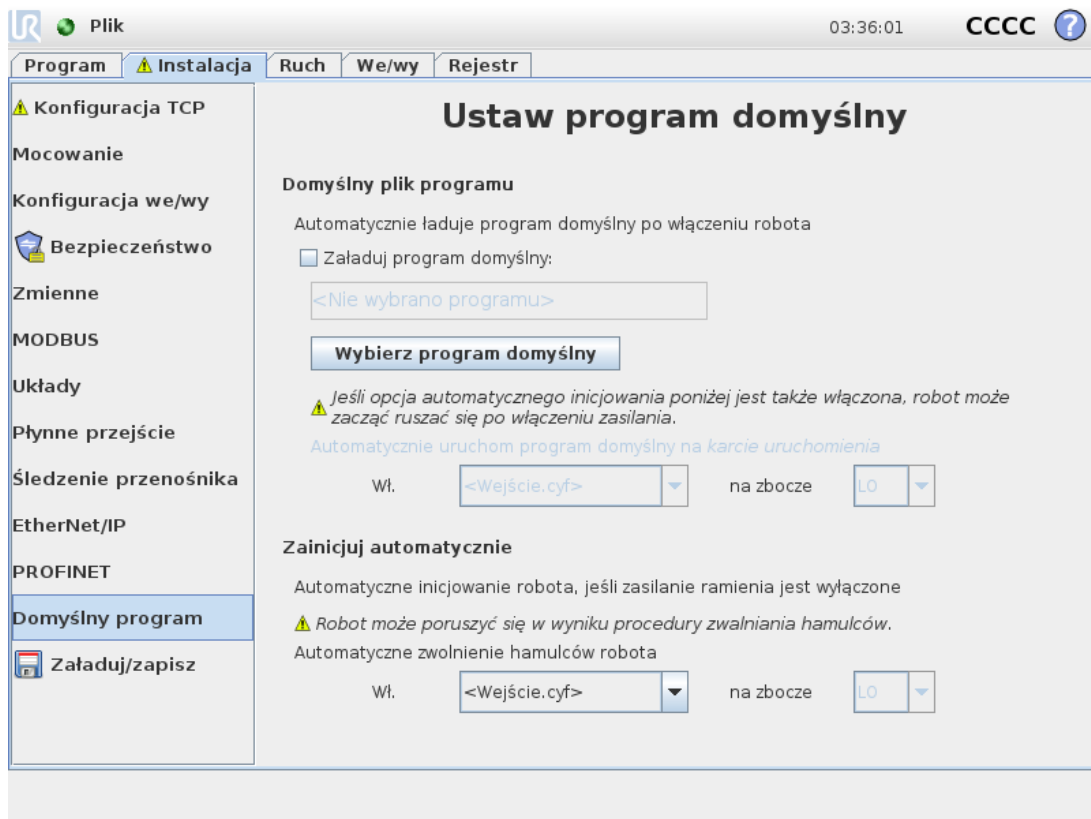 UR Plik 03:36:01 CCCC ?
Program Instalacja Ruch We/wy Rejestr
Konfiguracja TCP
Mocowanie
Konfiguracja we/wy
Bezpieczeństwo
Zmienne
MODBUS
Układy
Płynne przejście
Śledzenie przenośnika
EtherNet/IP
PROFINET
Domyślny program
Załaduj/zapisz
Ustaw program domyślny
Domyślny plik programu
Automatycznie ładuje program domyślny po włączeniu robota
Załaduj program domyślny:
<Nie wybrano programu>
Wybierz program domyślny
Jeśli opcja automatycznego inicjowania poniżej jest także włączona, robot może
zacząć ruszać się po włączeniu zasilania.
Automatycznie uruchom program domyślny na karcie uruchomienia
Wł. <Wejście.cyf> na zbocze LO
Zainicjuj automatycznie
Automatyczne inicjowanie robota, jeśli zasilanie ramienia jest wyłączone
Robot może poruszyć się w wyniku procedury zwalniania hamulców.
Automatyczne zwolnienie hamulców robota
Wł. <Wejście.cyf> na zbocze LO